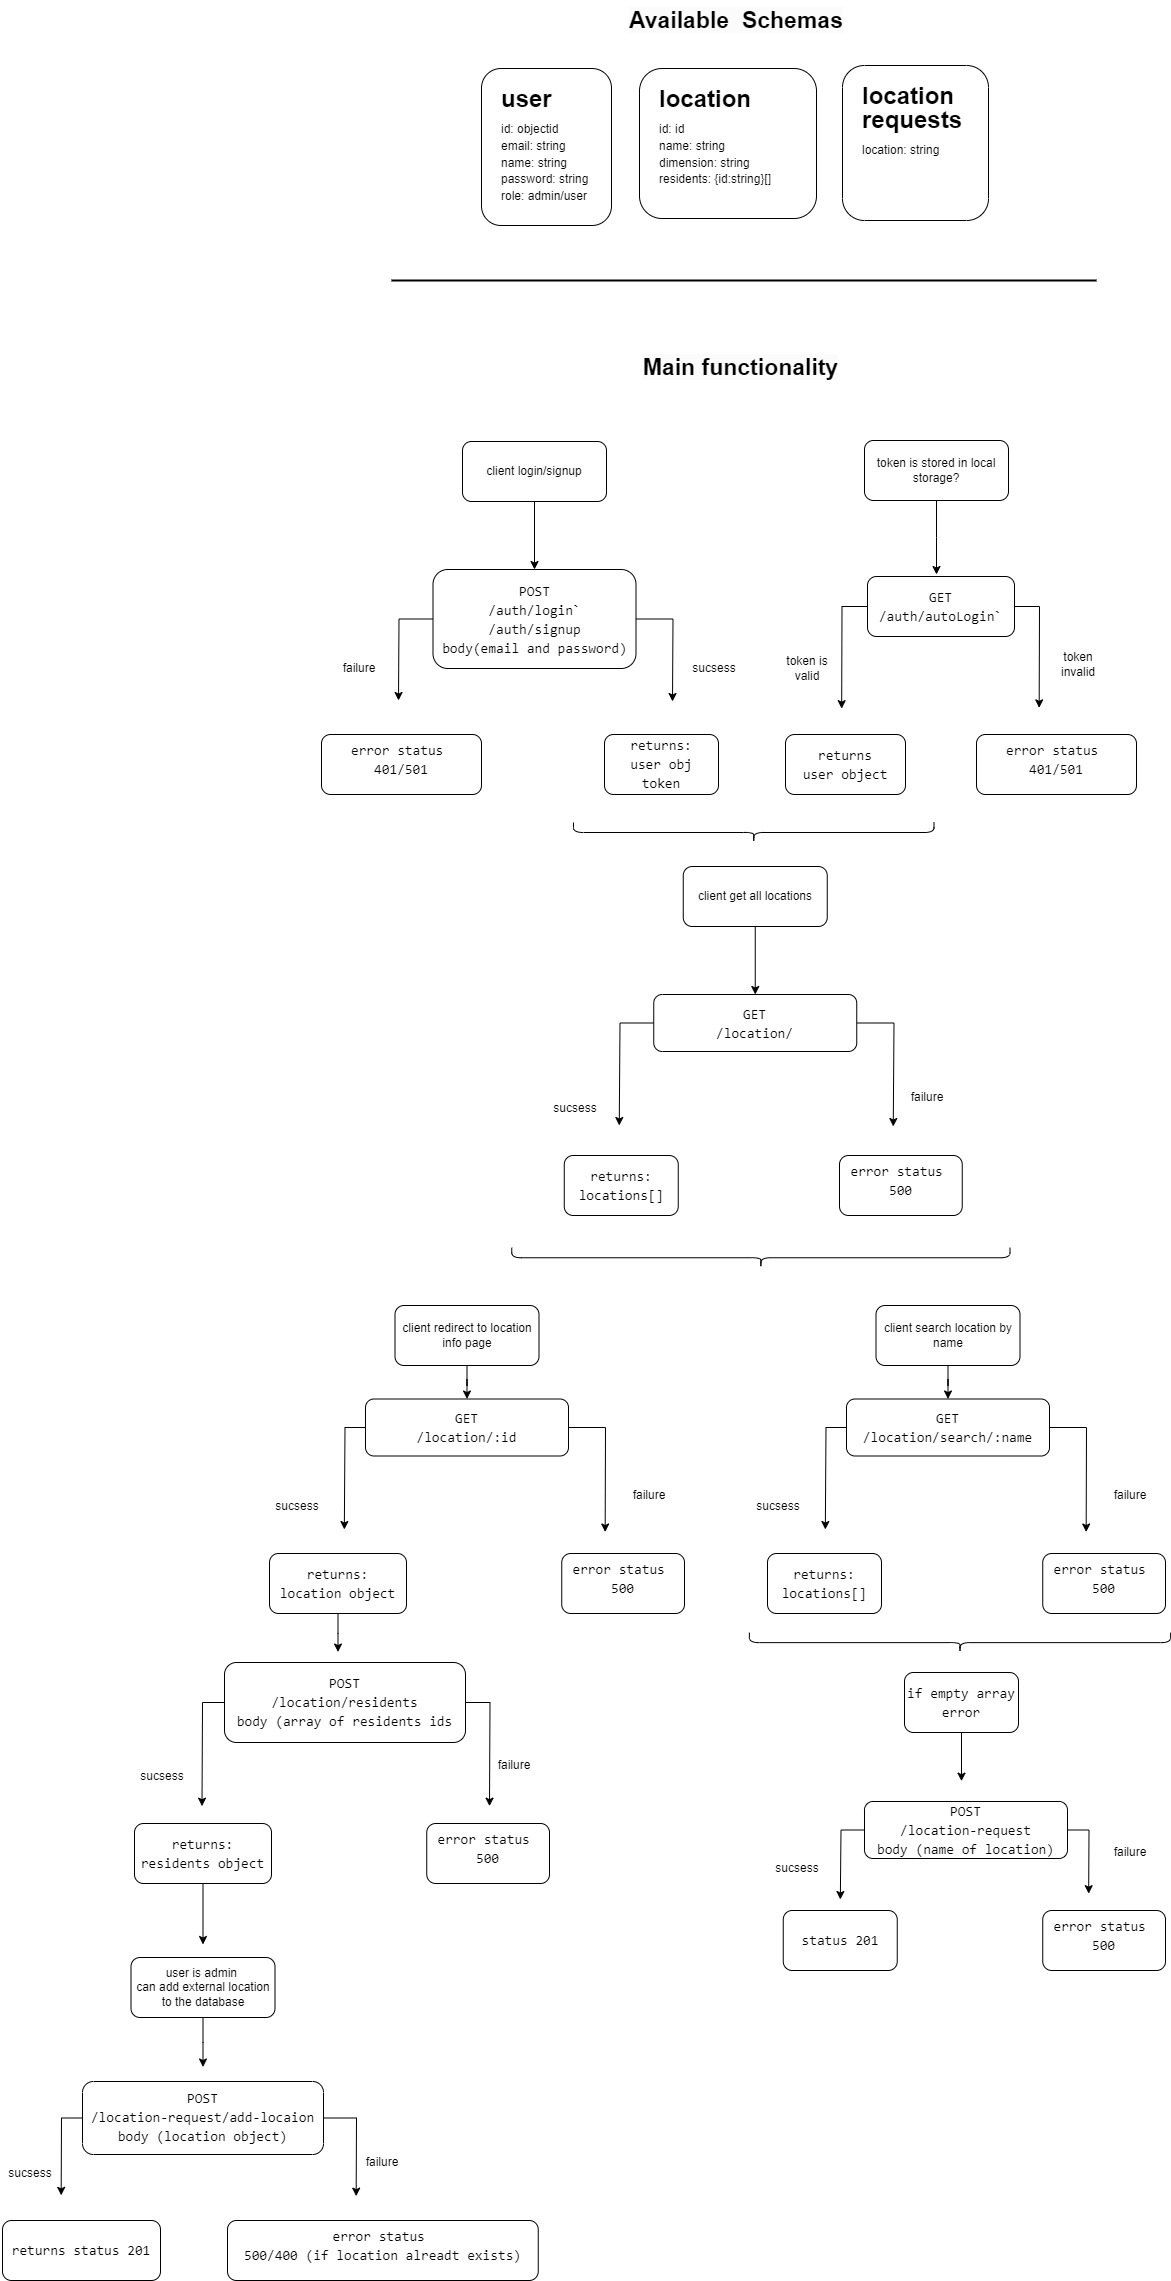 Available  Schemas
user
id: objectid
email: string
name: string
password: string
role: admin/user
location
id: id
name: string
dimension: string
residents: {id:string}[]
location
requests
location: string
Main functionality
client login/signup
token is stored in local
storage?
POST
/auth/login`
/auth/signup
body(email and password)
GET
/auth/autoLogin`
failure
sucsess
token is
valid
token
invalid
error status
401/501
returns:
user obj
token
returns
user object
error status
401/501
client get all locations
GET
/location/
sucsess
failure
returns:
locations[]
error status
500
client redirect to location
info page
client search location by
name
GET
/location/:id
GET
/location/search/:name
sucsess
failure
sucsess
failure
returns:
location object
error status
500
returns:
locations[]
error status
500
POST
/location/residents
body (array of residents ids
if empty array
error
sucsess
failure
POST
/location-request
body (name of location)
returns:
residents object
error status
500
sucsess
failure
status 201
error status
500
user is admin
can add external location
to the database
POST
/location-request/add-locaion
body (location object)
sucsess
failure
returns status 201
error status
500/400 (if location alreadt exists)